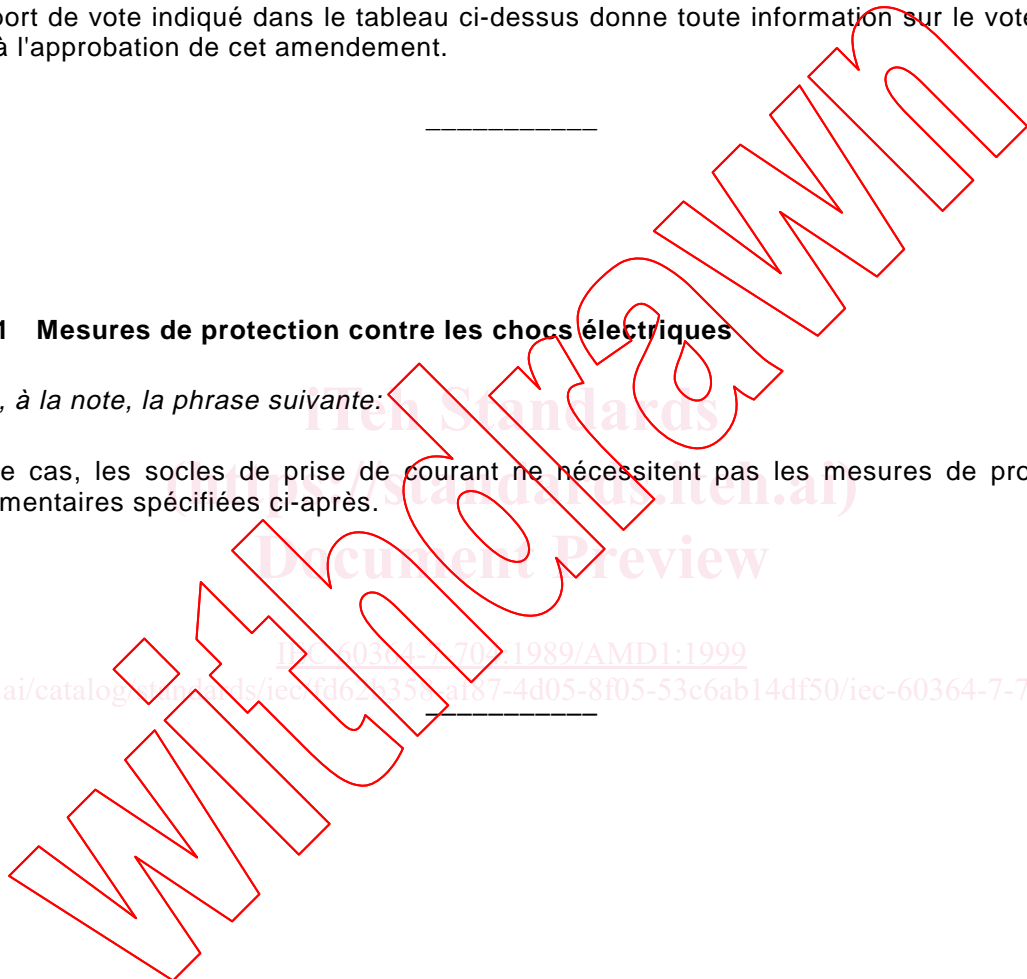 port de vote indiqué dans le tableau ci-dessus donne toute information sur le vote
à l'approbation de cet amendement.
1 Mesures de protection contre les chocs électriques
, à la note, la phrase suivante:
e cas, les socles de prise de courant ne nécessitent pas les mesures de pro
mentaires spécifiées ci-après.
iTeh Standards
(https://standards.iteh.ai)
Document Preview
IEC 60364-7-704:1989/AMD1:1999
ai/catalog/standards/iec/fd62b358-af87-4d05-8f05-53c6ab14df50/iec-60364-7-7
withdrawn